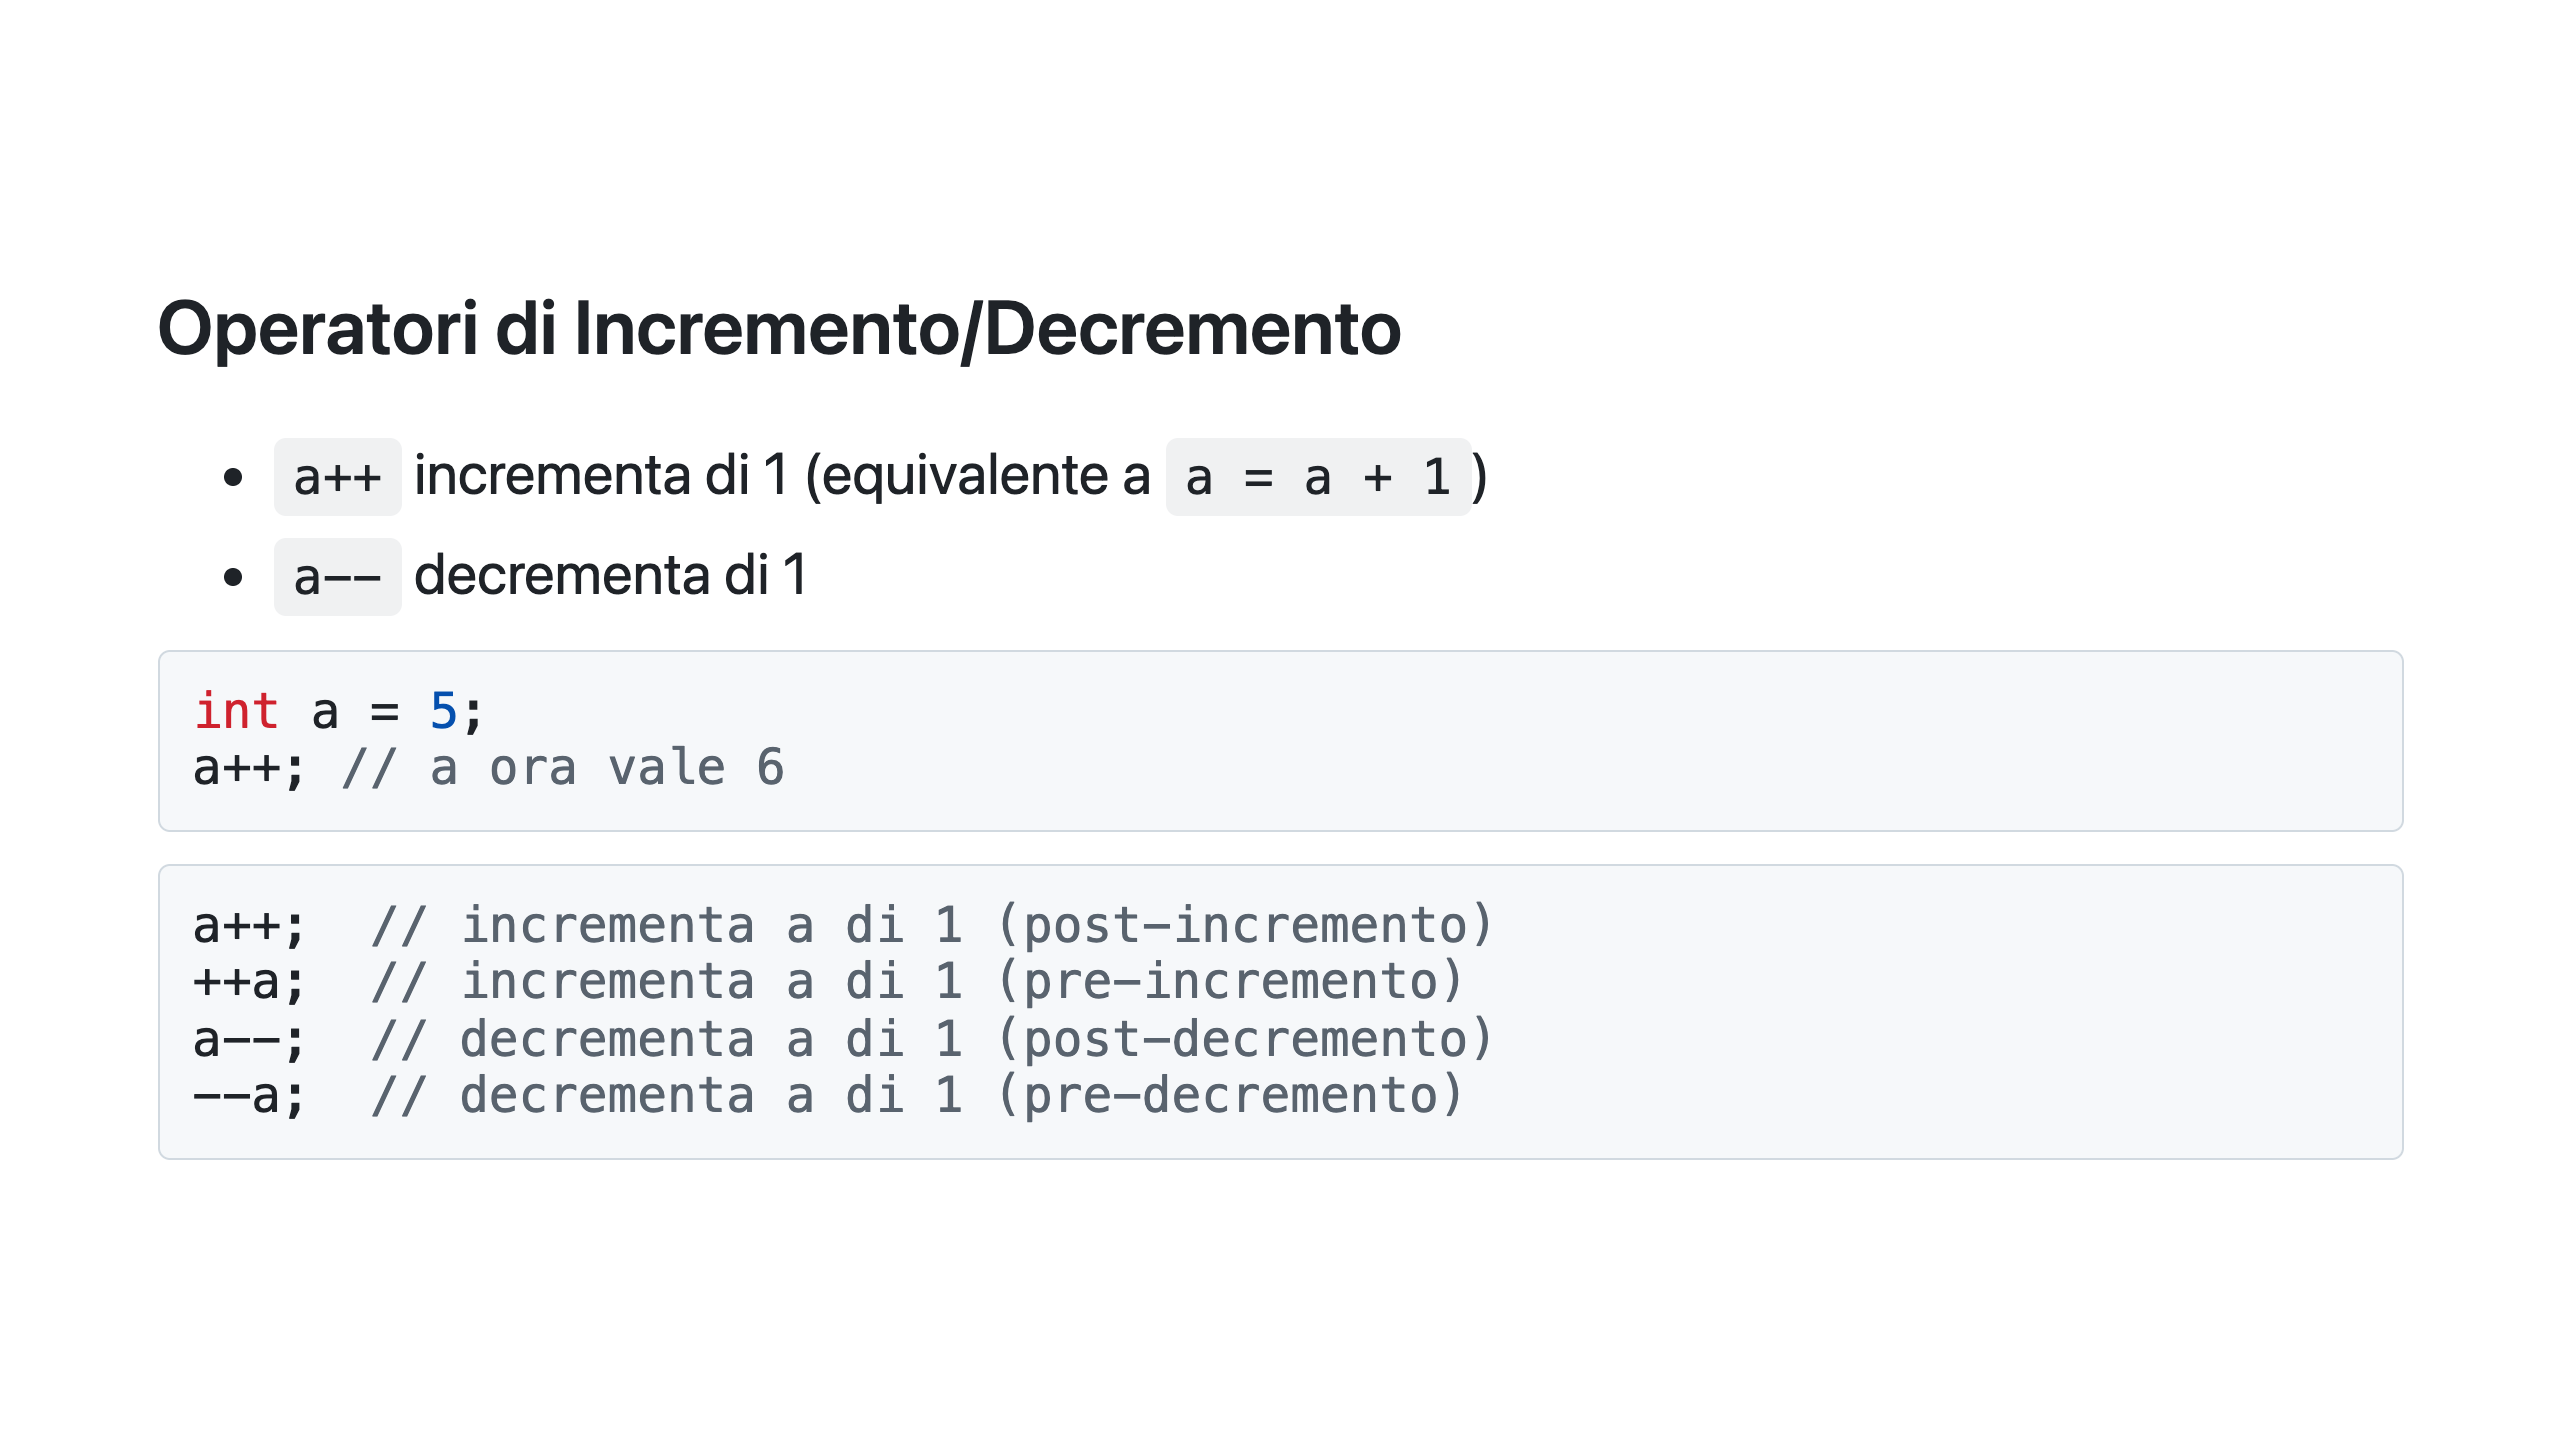 Operatori di Incremento/Decremento
• a++ incrementa di 1 (equivalente a a = a + 1)
• a-- decrementa di 1
int a = 5;
a++; // a ora vale 6
a++;  // incrementa a di 1 (post-incremento)
++a;  // incrementa a di 1 (pre-incremento)
a--;  // decrementa a di 1 (post-decremento)
--a;  // decrementa a di 1 (pre-decremento)